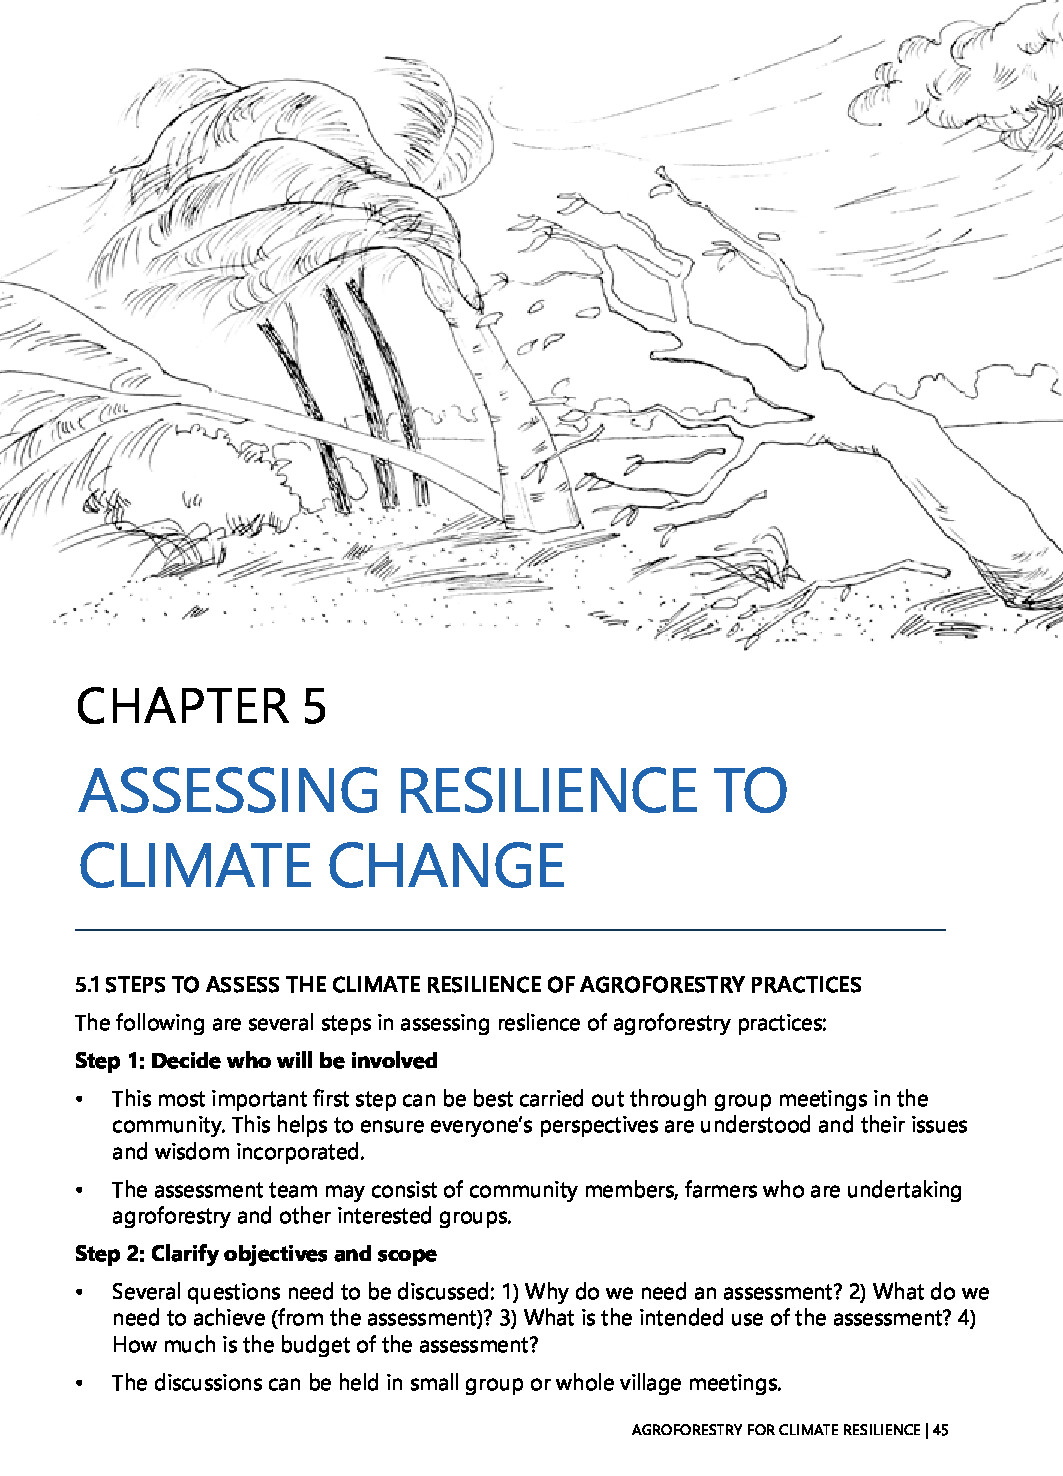 CHAPTER 5
ASSESSING RESILIENCE TO
CLIMATE CHANGE
5.1 STEPS TO ASSESS THE CLIMATE RESILIENCE OF AGROFORESTRY PRACTICES
The following are several steps in assessing reslience of agroforestry practices:
Step 1: Decide who will be involved
• This most important first step can be best carried out through group meetings in the
community. This helps to ensure everyone's perspectives are understood and their issues
and wisdom incorporated.
• The assessment team may consist of community members, farmers who are undertaking
agroforestry and other interested groups.
Step 2: Clarify objectives and scope
• Several questions need to be discussed: 1) Why do we need an assessment? 2) What do we
need to achieve (from the assessment)? 3) What is the intended use of the assessment? 4)
How much is the budget of the assessment?
• The discussions can be held in small group or whole village meetings.
AGROFORESTRY FOR CLIMATE RESILIENCE | 45